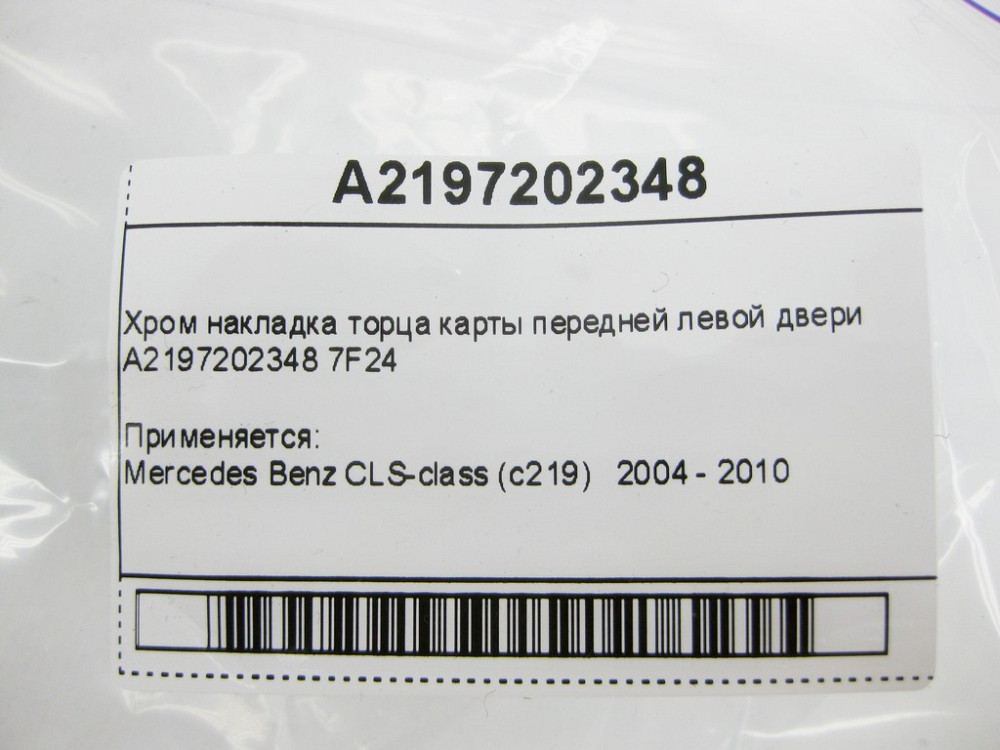 A2197202348
Хром накладка торца карты передней левой двери
A2197202348 7F24
Применяется:
Mercedes Benz CLS-class (c219) 2004 - 2010